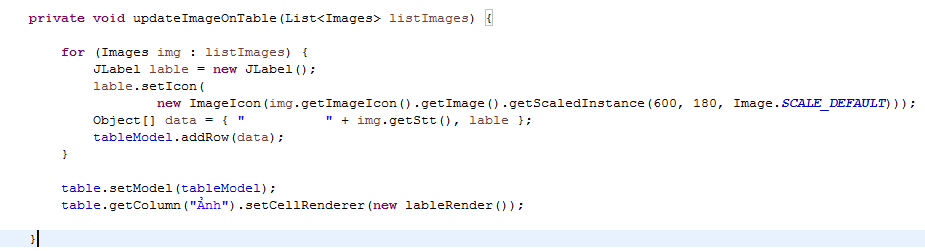 private void updateImageOnTable(List<Images> listImages) {
for (Images img : listImages) {
JLabel lable = new JLabel();
lable.setIcon(
new ImageIcon(img.getImageIcon().getImage().getScaledInstance(600, 180, Image.SCALE_DEFAULT)));
Object[] data = { "          " + img.getStt(), lable };
tableModel.addRow(data);
}
table.setModel(tableModel);
table.getColumn("Ảnh").setCellRenderer(new lableRender());
}